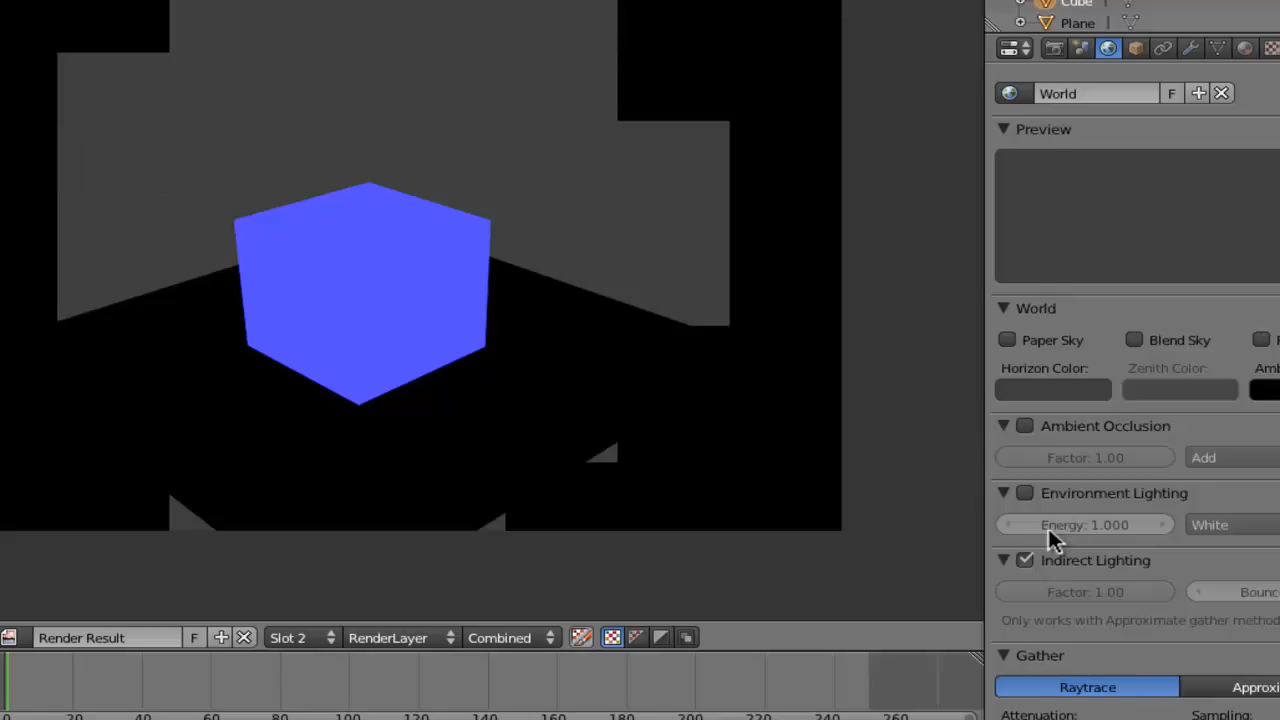 Cube
Plane
World F
Preview
World
Paper Sky Blend Sky
Horizon Color: Zenith Color: Am
Ambient Occlusion
Factor: 1.00 Add
Environment Lighting
Energy: 1.000 White
Indirect Lighting
Factor: 1.00 Bounc
Only works with Approximate gather method
Gather
Raytrace Approxi
Attenuation: Sampling:
Render Result F Slot 2 RenderLayer Combined
0 20 40 60 80 100 120 140 160 180 200 220 240 260